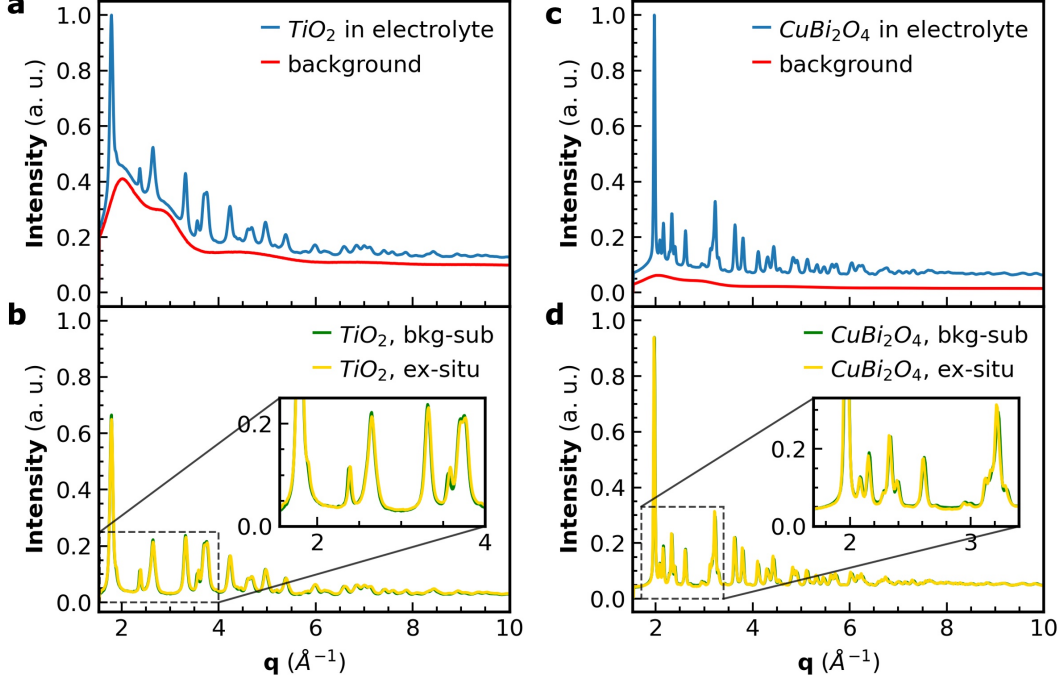 a
1.0
0.8
0.6
0.4
0.2
0.0
Intensity (a. u.)
TiO2 in electrolyte
background
b
1.0
0.8
0.6
0.4
0.2
0.0
Intensity (a. u.)
TiO2, bkg-sub
TiO2, ex-situ
0.2
0.0
2
4
2
4
6
8
10
q (Å⁻¹)
c
1.0
0.8
0.6
0.4
0.2
0.0
Intensity (a. u.)
CuBi2O4 in electrolyte
background
d
1.0
0.8
0.6
0.4
0.2
0.0
Intensity (a. u.)
CuBi2O4, bkg-sub
CuBi2O4, ex-situ
0.2
0.0
2
3
2
4
6
8
10
q (Å⁻¹)